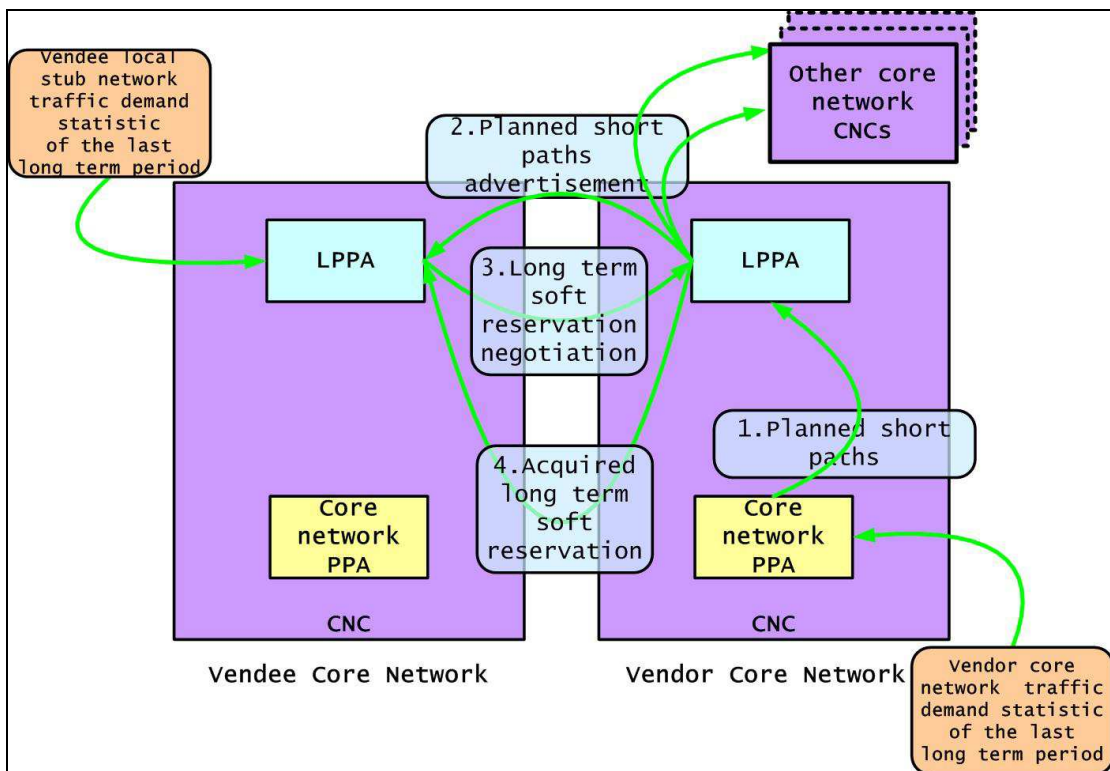 Vendee local
stub network
traffic demand
statistic
of the last
long term period
Other core
network
CNCs
2.Planned short
paths
advertisement
LPPA
3.Long term
soft
reservation
negotiation
LPPA
1.Planned short
paths
4.Acquired
long term
soft
reservation
Core
network
PPA
Core
network
PPA
CNC
CNC
Vendee Core Network
Vendor Core Network
Vendor core
network traffic
demand statistic
of the last
long term period